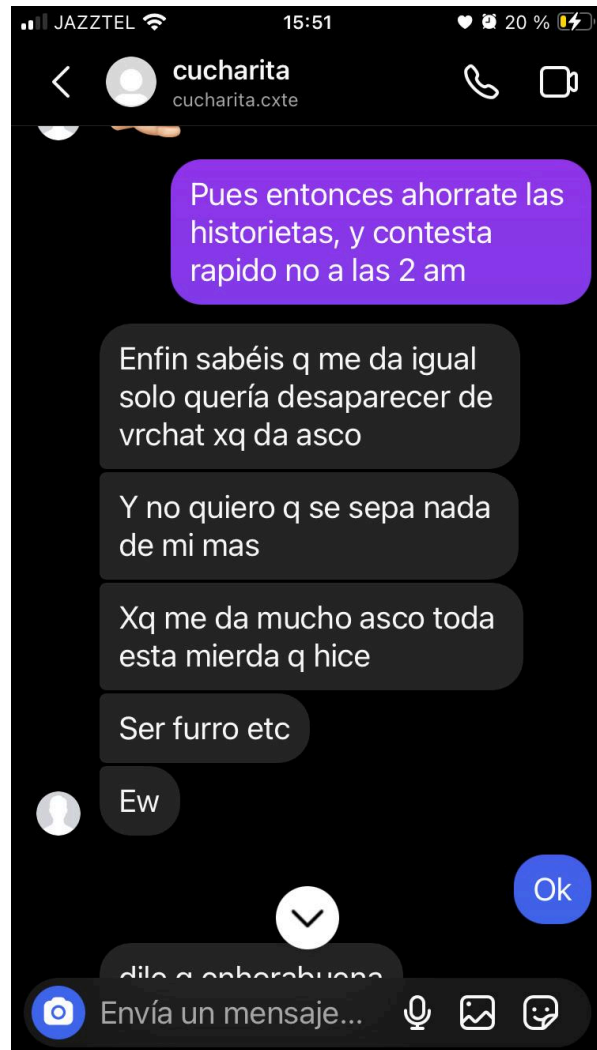 JAZZTEL
15:51
20 %
cucharita
cucharita.cxte
Pues entonces ahorrate las
historietas, y contesta
rapido no a las 2 am
Enfin sabéis q me da igual
solo quería desaparecer de
vrchat xq da asco
Y no quiero q se sepa nada
de mi mas
Xq me da mucho asco toda
esta mierda q hice
Ser furro etc
Ew
Ok
dile q enhorabuena
Envía un mensaje...